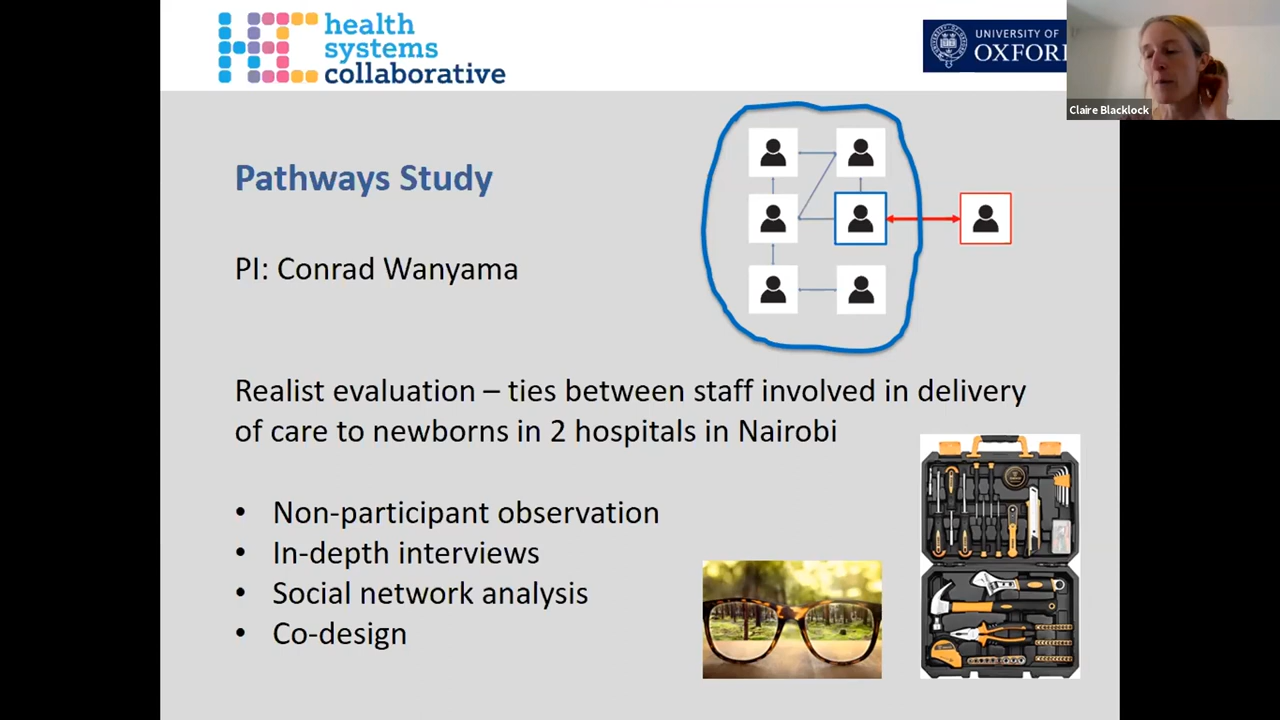 health
systems
collaborative
UNIVERSITY OF
OXFOR
Claire Blacklock
Pathways Study
PI: Conrad Wanyama
Realist evaluation – ties between staff involved in delivery
of care to newborns in 2 hospitals in Nairobi
• Non-participant observation
• In-depth interviews
• Social network analysis
• Co-design